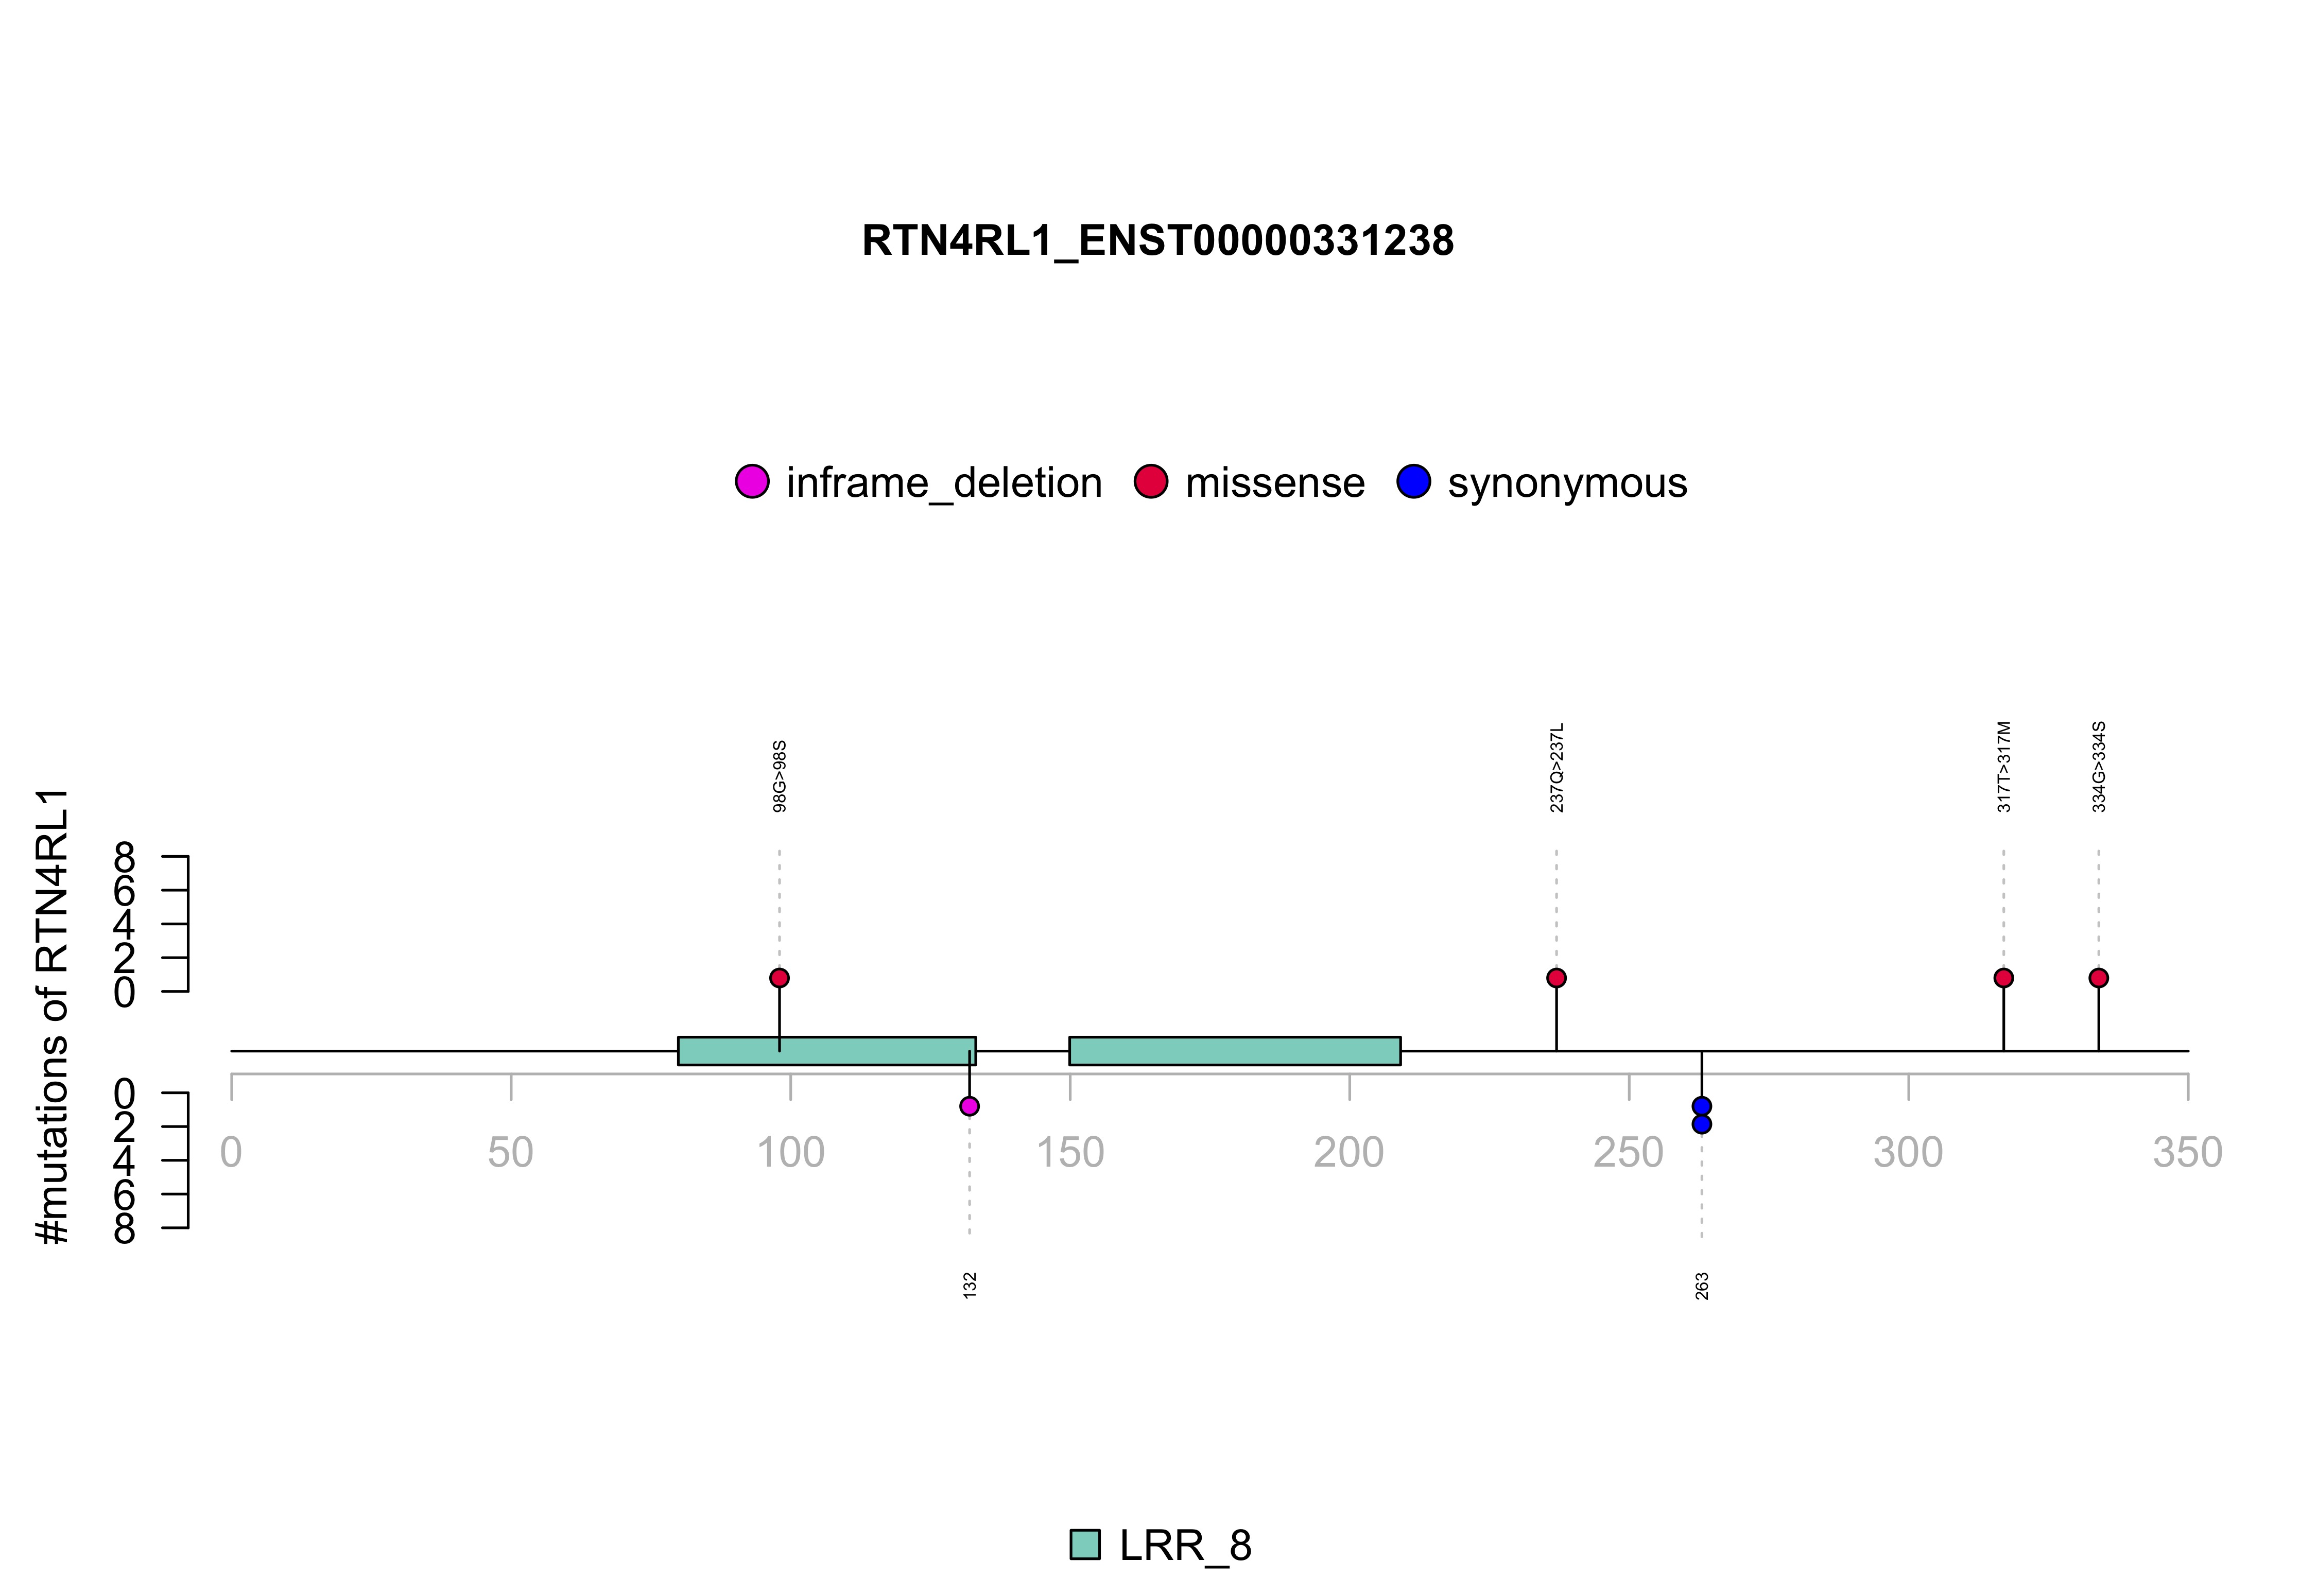 RTN4RL1_ENST00000331238
inframe_deletion missense synonymous
98G>98S 237Q>237L 317T>317M 334G>334S
#mutations of RTN4RL1
8
6
4
2
0
0
2
4
6
8
0 50 100 150 200 250 300 350
132 263
LRR_8